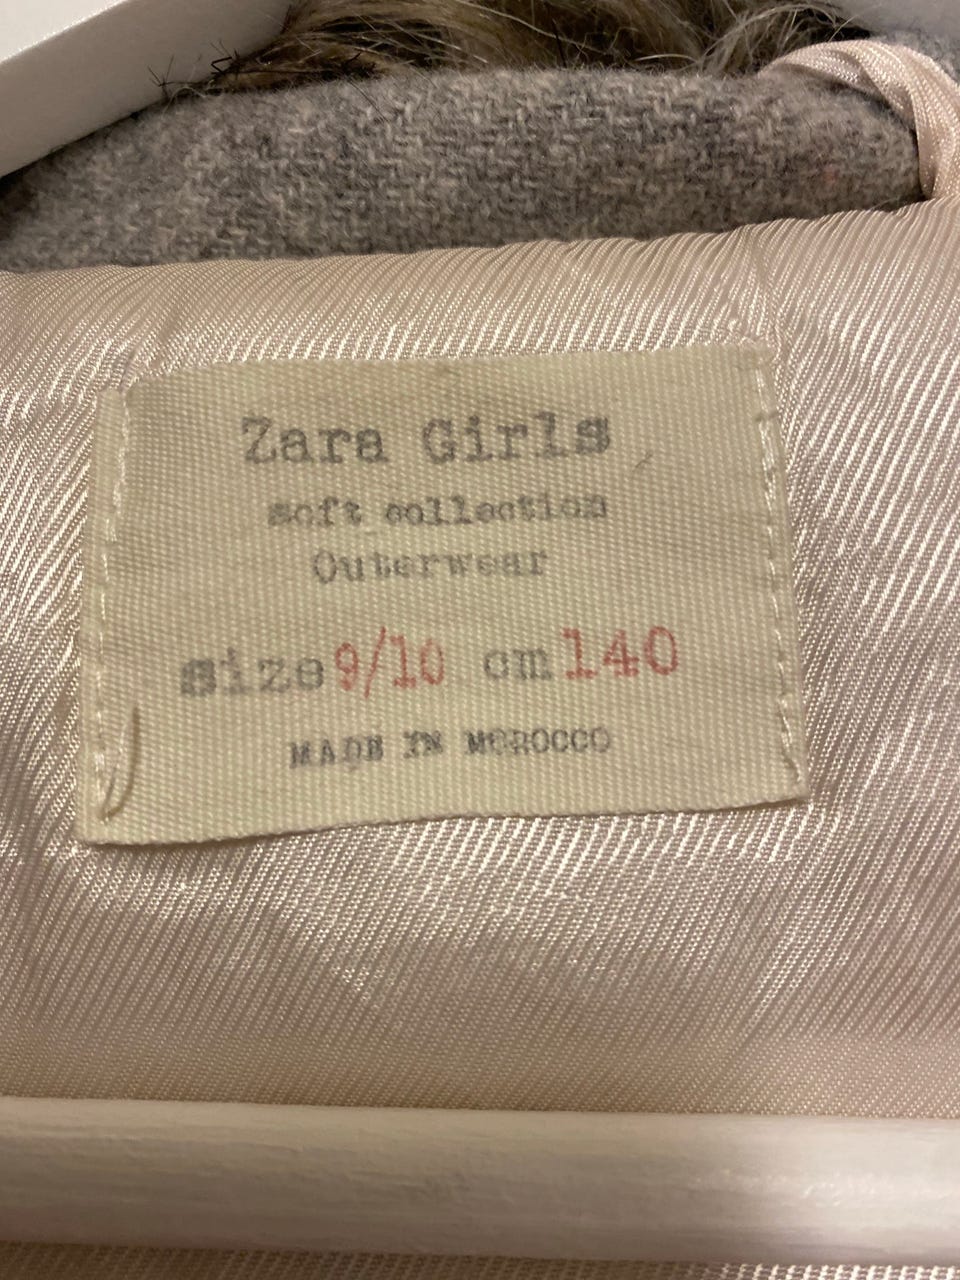 Zara Girls
soft collection
Outerwear
size 9/10 cm 140
MADE IN MOROCCO